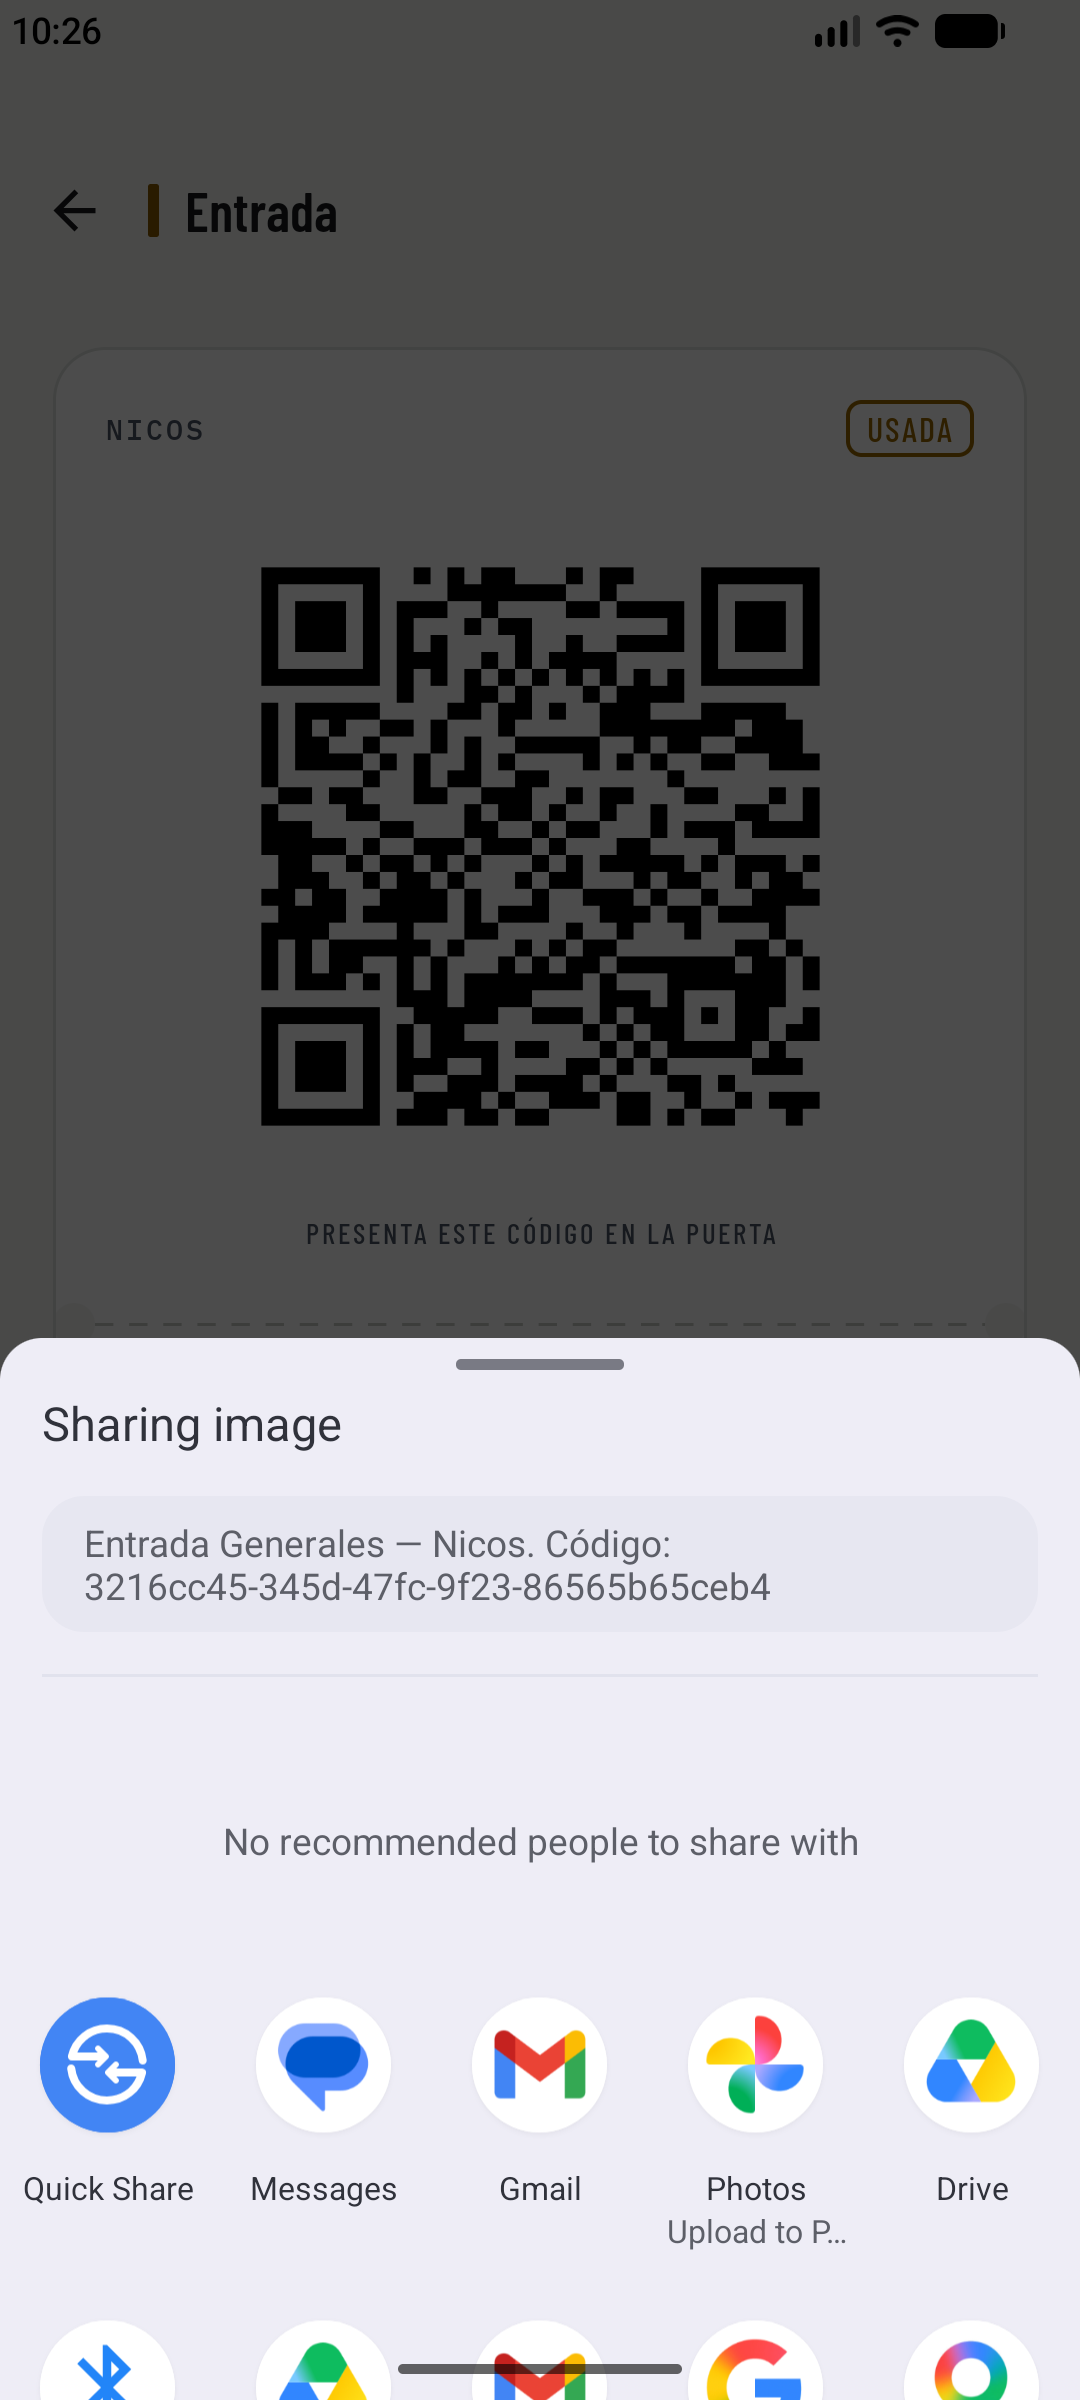 10:26
Entrada
NICOS
USADA
PRESENTA ESTE CÓDIGO EN LA PUERTA
Sharing image
Entrada Generales — Nicos. Código:
3216cc45-345d-47fc-9f23-86565b65ceb4
No recommended people to share with
Quick Share
Messages
Gmail
Photos
Drive
Upload to P...